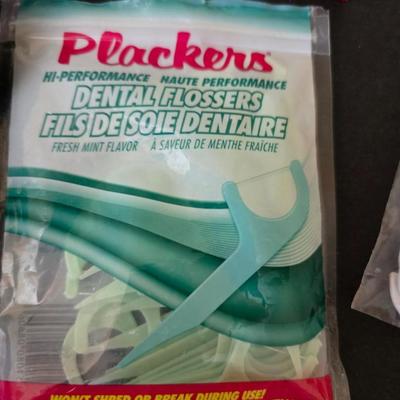 Plackers
HI-PERFORMANCE HAUTE PERFORMANCE
DENTAL FLOSSERS
FILS DE SOIE DENTAIRE
FRESH MINT FLAVOR À SAVEUR DE MENTHE FRAÎCHE
WON'T SHRED OR BREAK DURING USE!